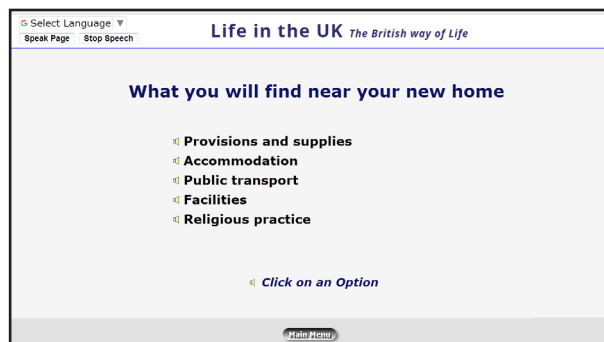 G Select Language ▼
Life in the UK The British way of Life
Speak Page Stop Speech
What you will find near your new home
Provisions and supplies
Accommodation
Public transport
Facilities
Religious practice
Click on an Option
Main Menu